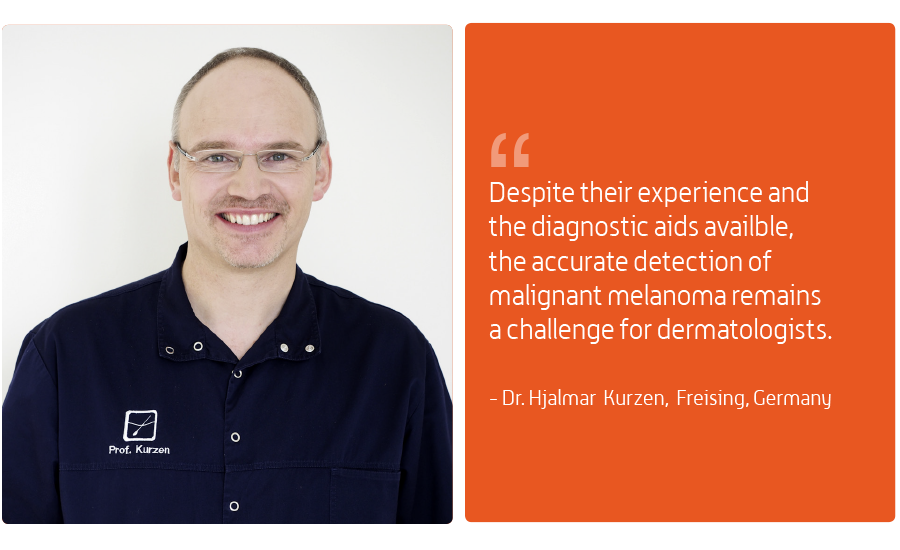 Prof. Kurzen
“
Despite their experience and
the diagnostic aids availble,
the accurate detection of
malignant melanoma remains
a challenge for dermatologists.
- Dr. Hjalmar Kurzen, Freising, Germany